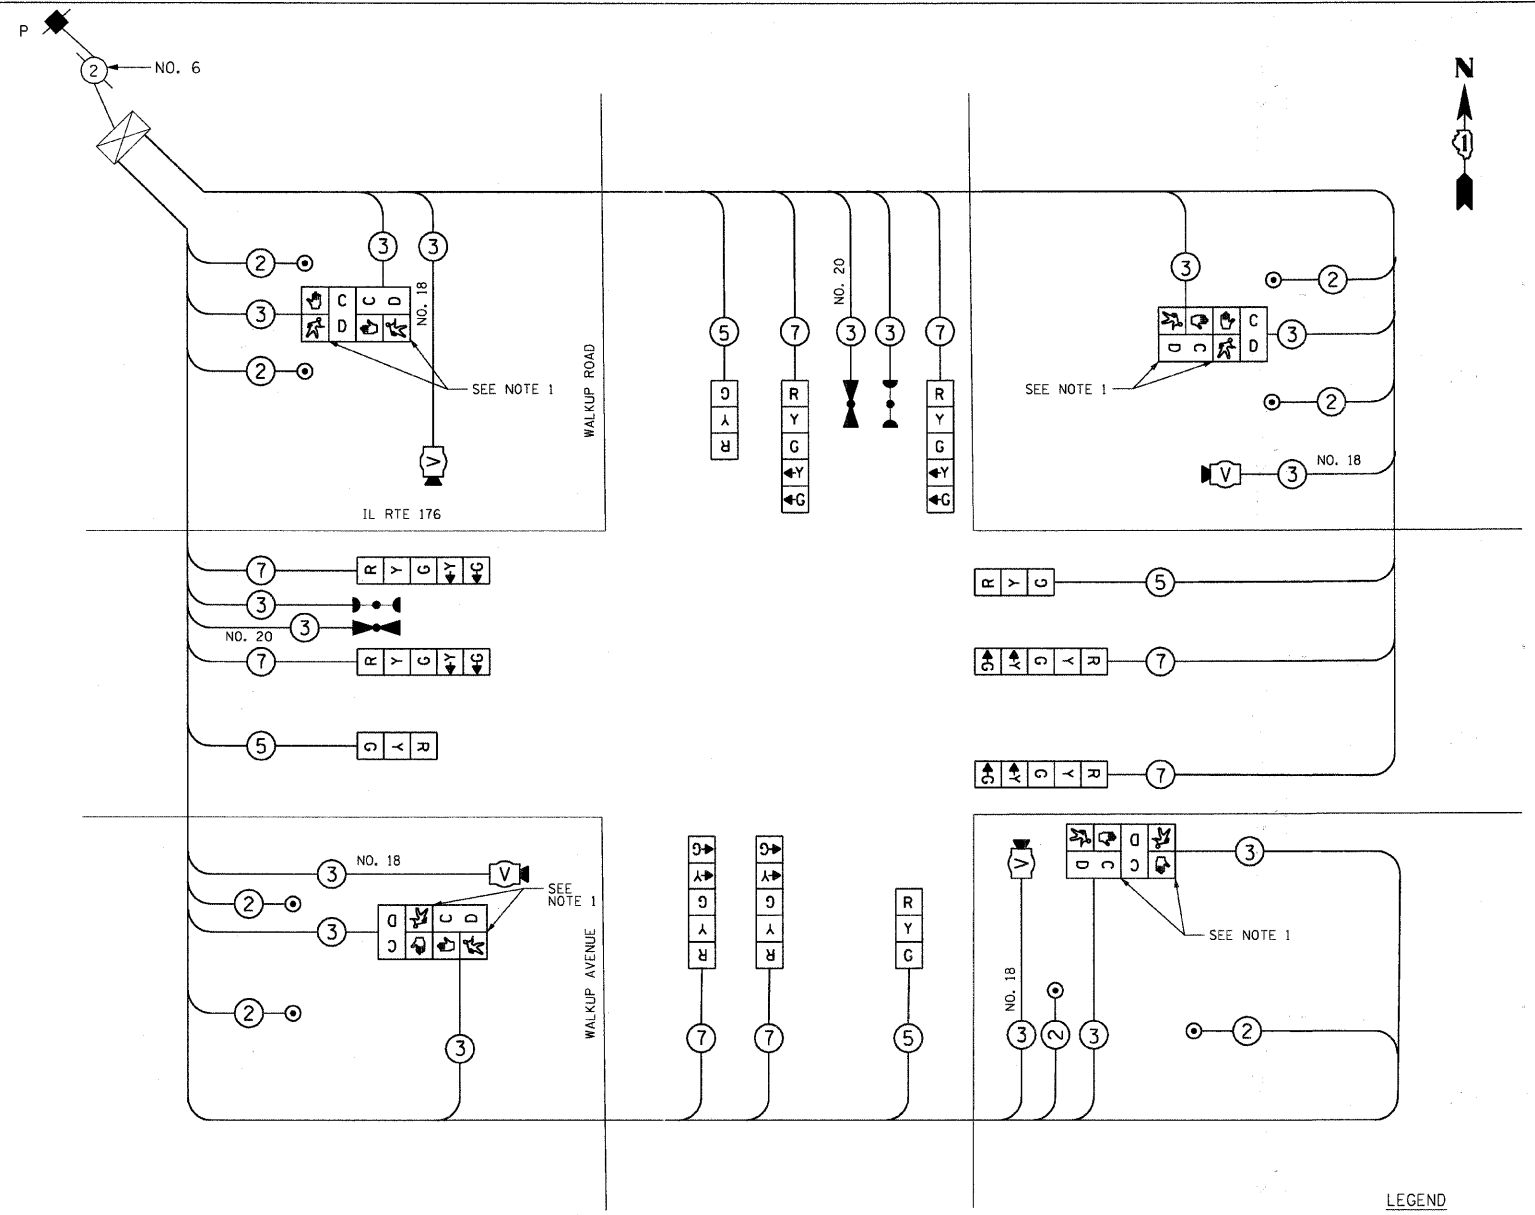 P
2
NO. 6
N
1
3
3
2
3
C
C
D
D
NO. 18
2
SEE NOTE 1
V
WALKUP ROAD
IL RTE 176
5
7
NO. 20
3
3
7
G
Y
R
R
Y
G
Y
G
R
Y
G
Y
G
3
2
C
D
D
C
3
SEE NOTE 1
2
V
3
NO. 18
7
R Y G Y G
3
3
NO. 20
7
R Y G Y G
5
G Y R
R Y G
5
G Y G Y R
7
G Y G Y R
7
3
NO. 18
V
2
SEE
NOTE 1
3
D
C
C D
2
3
WALKUP AVENUE
G
Y
G
Y
R
7
G
Y
G
Y
R
7
R
Y
G
5
V
NO. 18
3
2
3
D
D C
C
3
SEE NOTE 1
2
LEGEND